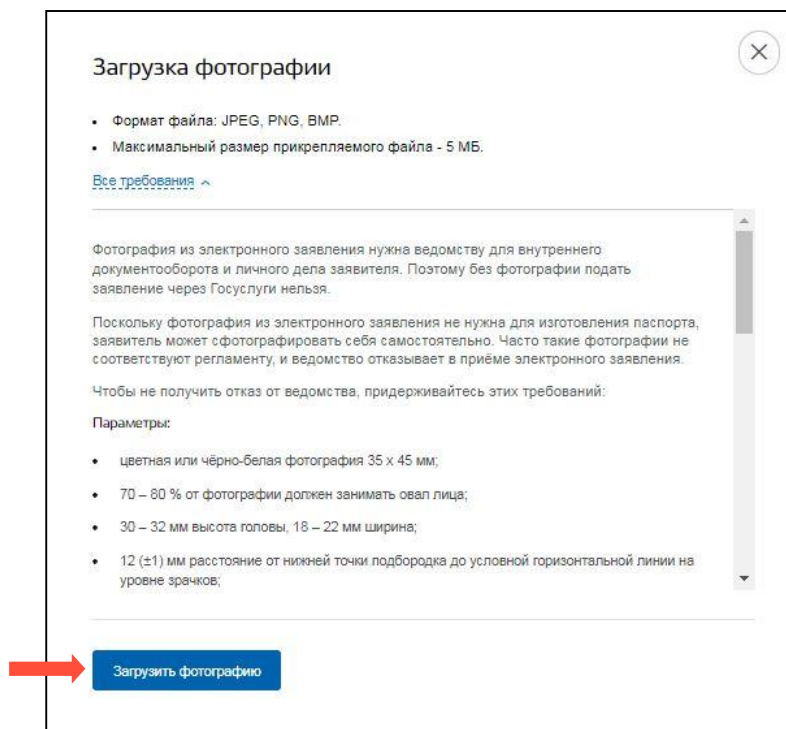 Загрузка фотографии
• Формат файла: JPEG, PNG, BMP.
• Максимальный размер прикрепляемого файла - 5 МБ.
Все требования
Фотография из электронного заявления нужна ведомству для внутреннего
документооборота и личного дела заявителя. Поэтому без фотографии подать
заявление через Госуслуги нельзя.
Поскольку фотография из электронного заявления не нужна для изготовления паспорта,
заявитель может сфотографировать себя самостоятельно. Часто такие фотографии не
соответствуют регламенту, и ведомство отказывает в приёме электронного заявления.
Чтобы не получить отказ от ведомства, придерживайтесь этих требований:
Параметры:
• цветная или чёрно-белая фотография 35 x 45 мм;
• 70 – 80 % от фотографии должен занимать овал лица;
• 30 – 32 мм высота головы, 18 – 22 мм ширина;
• 12 (±1) мм расстояние от нижней точки подбородка до условной горизонтальной линии на
уровне зрачков;
Загрузить фотографию